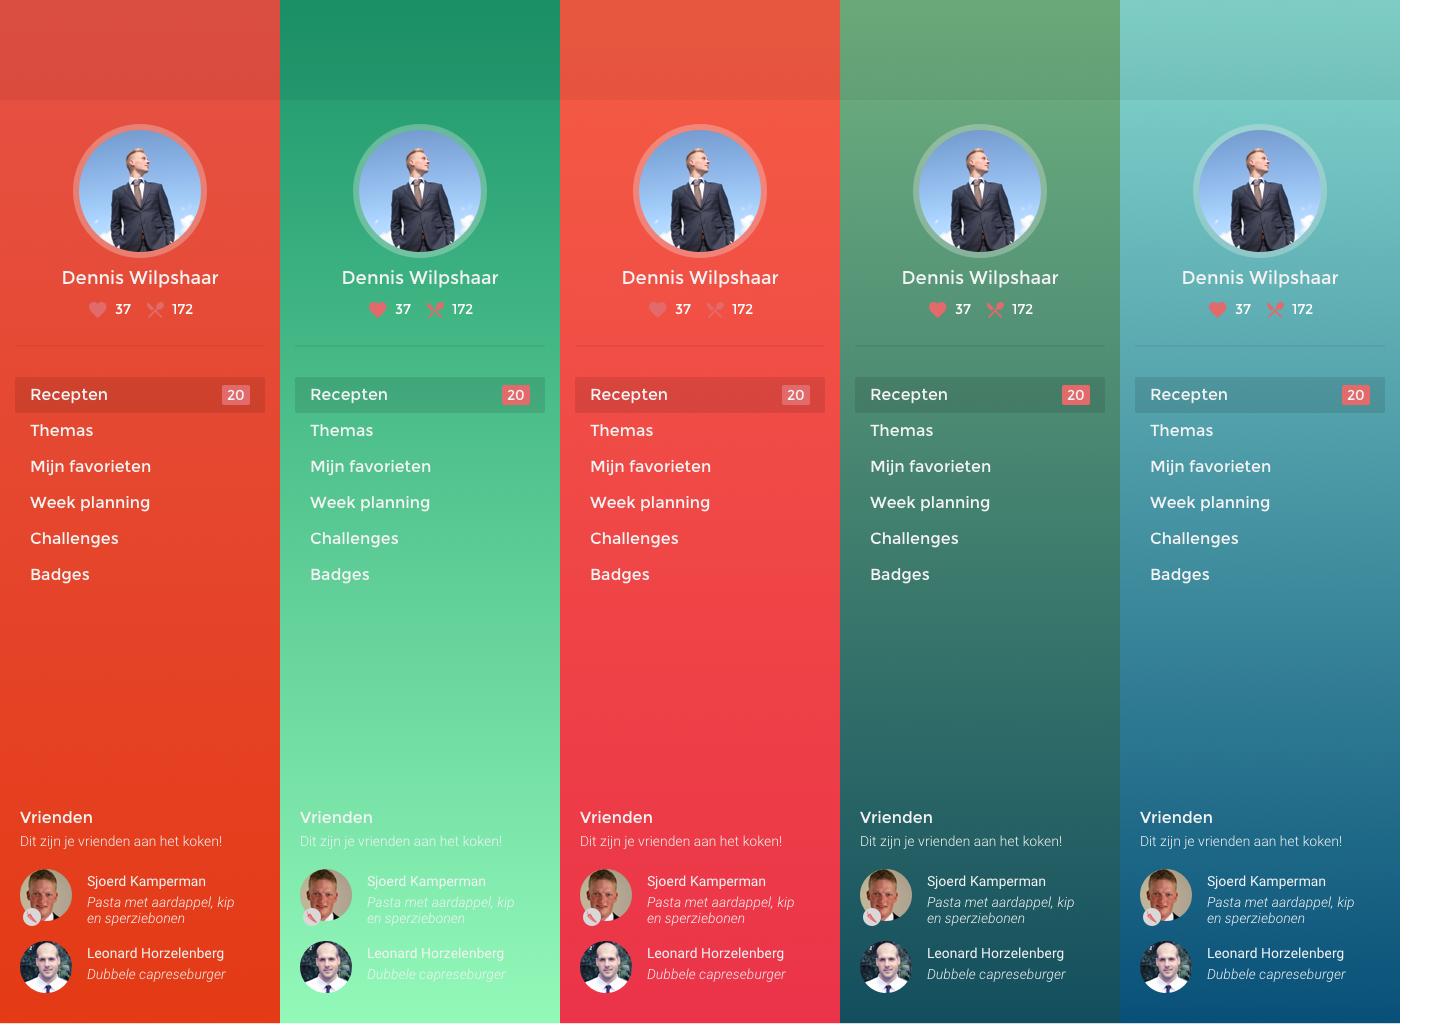 Dennis Wilpshaar
37 172
Recepten 20
Themas
Mijn favorieten
Week planning
Challenges
Badges
Vrienden
Dit zijn je vrienden aan het koken!
Sjoerd Kamperman
Pasta met aardappel, kip
en sperziebonen
Leonard Horzelenberg
Dubbele capreseburger
Dennis Wilpshaar
37 172
Recepten 20
Themas
Mijn favorieten
Week planning
Challenges
Badges
Vrienden
Dit zijn je vrienden aan het koken!
Sjoerd Kamperman
Pasta met aardappel, kip
en sperziebonen
Leonard Horzelenberg
Dubbele capreseburger
Dennis Wilpshaar
37 172
Recepten 20
Themas
Mijn favorieten
Week planning
Challenges
Badges
Vrienden
Dit zijn je vrienden aan het koken!
Sjoerd Kamperman
Pasta met aardappel, kip
en sperziebonen
Leonard Horzelenberg
Dubbele capreseburger
Dennis Wilpshaar
37 172
Recepten 20
Themas
Mijn favorieten
Week planning
Challenges
Badges
Vrienden
Dit zijn je vrienden aan het koken!
Sjoerd Kamperman
Pasta met aardappel, kip
en sperziebonen
Leonard Horzelenberg
Dubbele capreseburger
Dennis Wilpshaar
37 172
Recepten 20
Themas
Mijn favorieten
Week planning
Challenges
Badges
Vrienden
Dit zijn je vrienden aan het koken!
Sjoerd Kamperman
Pasta met aardappel, kip
en sperziebonen
Leonard Horzelenberg
Dubbele capreseburger